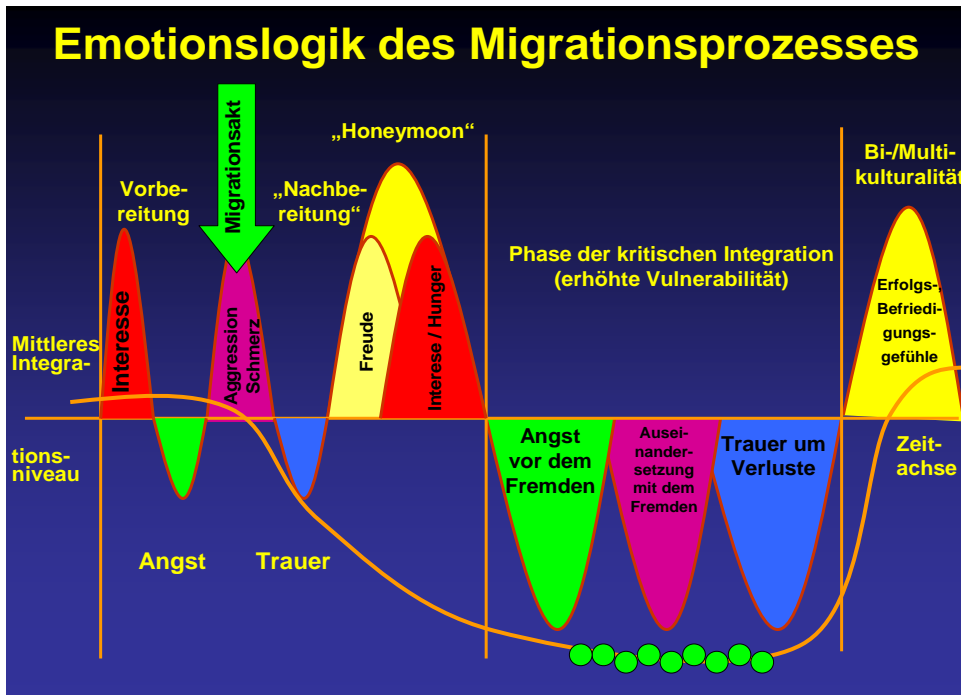 Emotionslogik des Migrationsprozesses
Migrationsakt
„Honeymoon“
Bi-/Multi-
kulturalität
Vorbe-
reitung
„Nachbe-
reitung“
Phase der kritischen Integration
(erhöhte Vulnerabilität)
Mittleres
Integra-
tions-
niveau
Interesse
Aggression
Schmerz
Freude
Interese / Hunger
Erfolgs-,
Befriedi-
gungs-
gefühle
Angst
vor dem
Fremden
Ausei-
nander-
setzung
mit dem
Fremden
Trauer um
Verluste
Zeit-
achse
Angst
Trauer